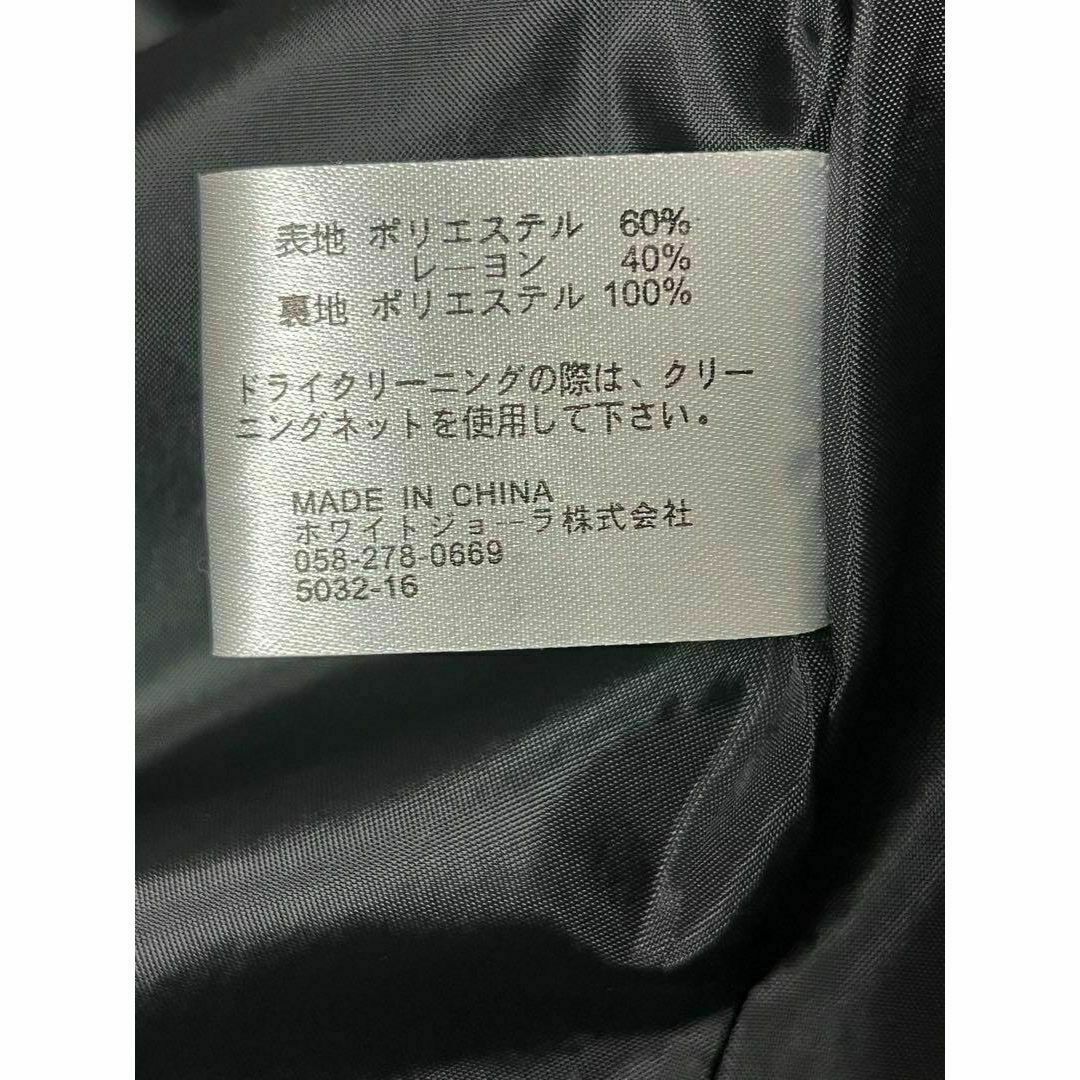 表地 ポリエステル 60%
レーヨン 40%
裏地 ポリエステル 100%
ドライクリーニングの際は、クリー
ニングネットを使用して下さい。
MADE IN CHINA
ホワイトジョーラ株式会社
058-278-0669
5032-16